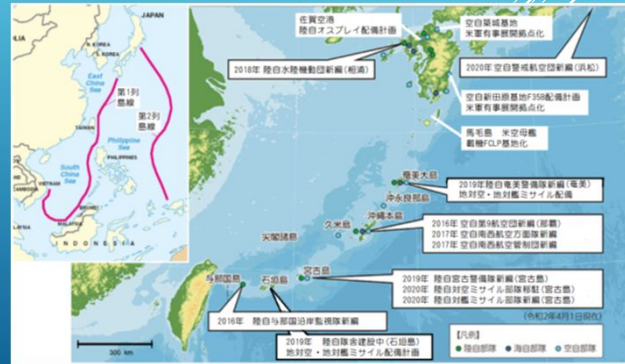 JAPAN
N. KOREA
S. KOREA
East
China
Sea
第1列
島線
第2列
島線
TAIWAN
Philippine
Sea
PHILIPPINES
South
China
Sea
VIETNAM
CAMBODIA
BRUNEI
MALAYSIA
INDONESIA
佐賀空港
陸自オスプレイ配備計画
空自築城基地
米軍有事展開拠点化
2018年 陸自水陸機動団新編(相浦)
2020年 空自警戒航空団新編(浜松)
空自新田原基地F35B配備計画
米軍有事展開拠点化
馬毛島 米空母艦
載機FCLP基地化
奄美大島
2019年陸自奄美警備隊新編(奄美)
地対空・地対艦ミサイル配備
沖永良部島
沖縄本島
久米島
2016年 空自第9航空団新編(那覇)
2017年 空自南西航空方面隊新編
2017年 空自南西航空管制団新編
尖閣諸島
与那国島
石垣島
宮古島
2019年 陸自宮古警備隊新編(宮古島)
2020年 陸自対空ミサイル部隊移駐(宮古島)
2020年 陸自対艦ミサイル部隊新編(宮古島)
(令和2年4月1日現在)
2016年 陸自与那国沿岸監視隊新編
2019年 陸自隊舎建設中(石垣島)
地対空・地対艦ミサイル配備計画
300 km
【凡例】
陸自部隊
海自部隊
空自部隊